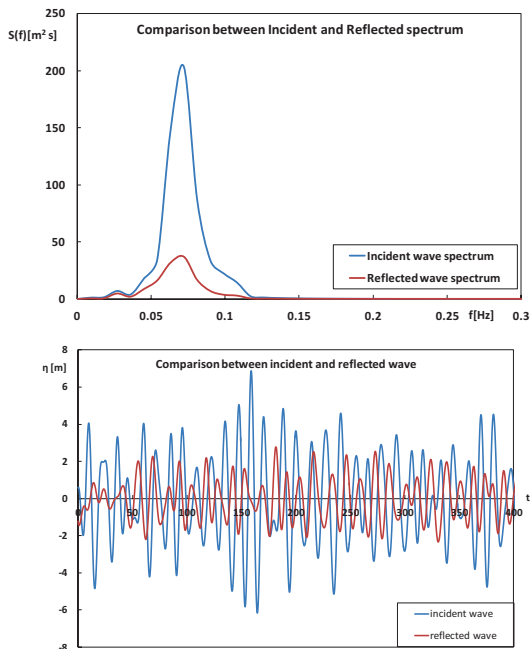 Comparison between Incident and Reflected spectrum
S(f)[m² s]
250
200
150
100
50
0
0 0.05 0.1 0.15 0.2 0.25 0.3
f[Hz]
Incident wave spectrum
Reflected wave spectrum
Comparison between incident and reflected wave
η [m]
8
6
4
2
0
-2
-4
-6
-8
0 50 100 150 200 250 300 350 400
t
incident wave
reflected wave